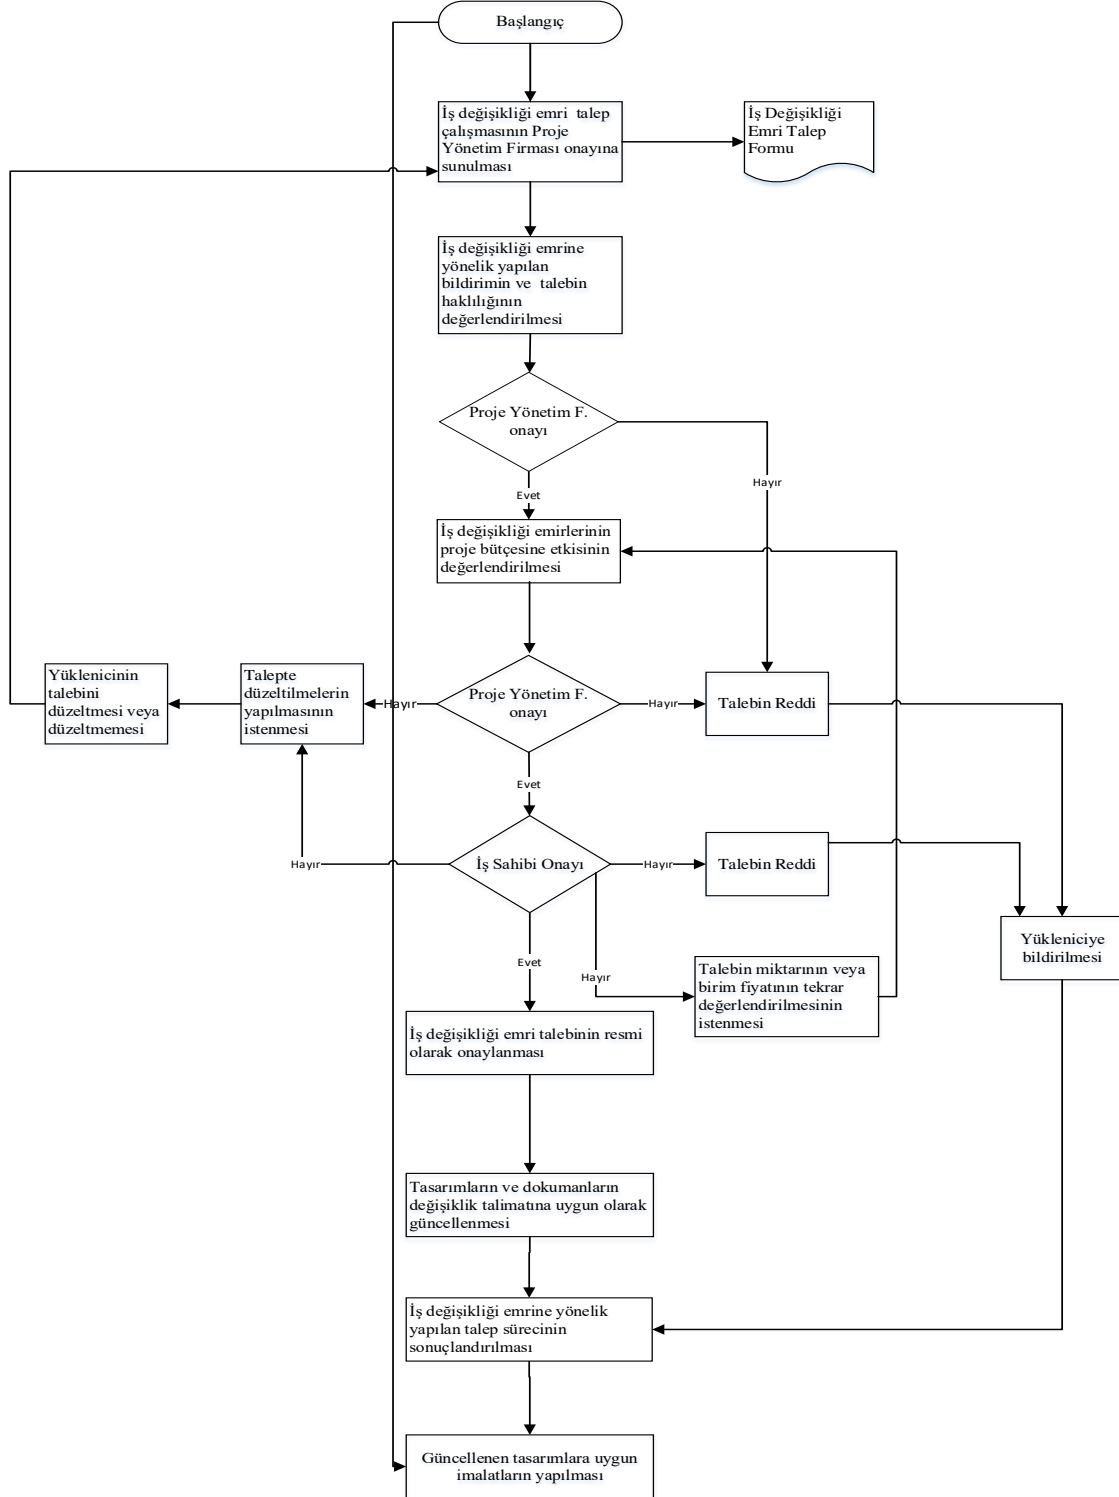 Başlangıç
İş değişikliği emri talep
çalışmasının Proje
Yönetim Firması onayına
sunulması
İş Değişikliği
Emri Talep
Formu
İş değişikliği emrine
yönelik yapılan
bildirimin ve talebin
haklılığının
değerlendirilmesi
Proje Yönetim F.
onayı
Hayır
Evet
İş değişikliği emirlerinin
proje bütçesine etkisinin
değerlendirilmesi
Yüklenicinin
talebini
düzeltmesi veya
düzeltmemesi
Talepte
düzeltilmelerin
yapılmasının
istenmesi
Hayır
Proje Yönetim F.
onayı
Hayır
Talebin Reddi
Evet
Hayır
İş Sahibi Onayı
Hayır
Talebin Reddi
Yükleniciye
bildirilmesi
Evet
Hayır
Talebin miktarının veya
birim fiyatının tekrar
değerlendirilmesinin
istenmesi
İş değişikliği emri talebinin resmi
olarak onaylanması
Tasarımların ve dokumanların
değişiklik talimatına uygun olarak
güncellenmesi
İş değişikliği emrine yönelik
yapılan talep sürecinin
sonuçlandırılması
Güncellenen tasarımlara uygun
imalatların yapılması